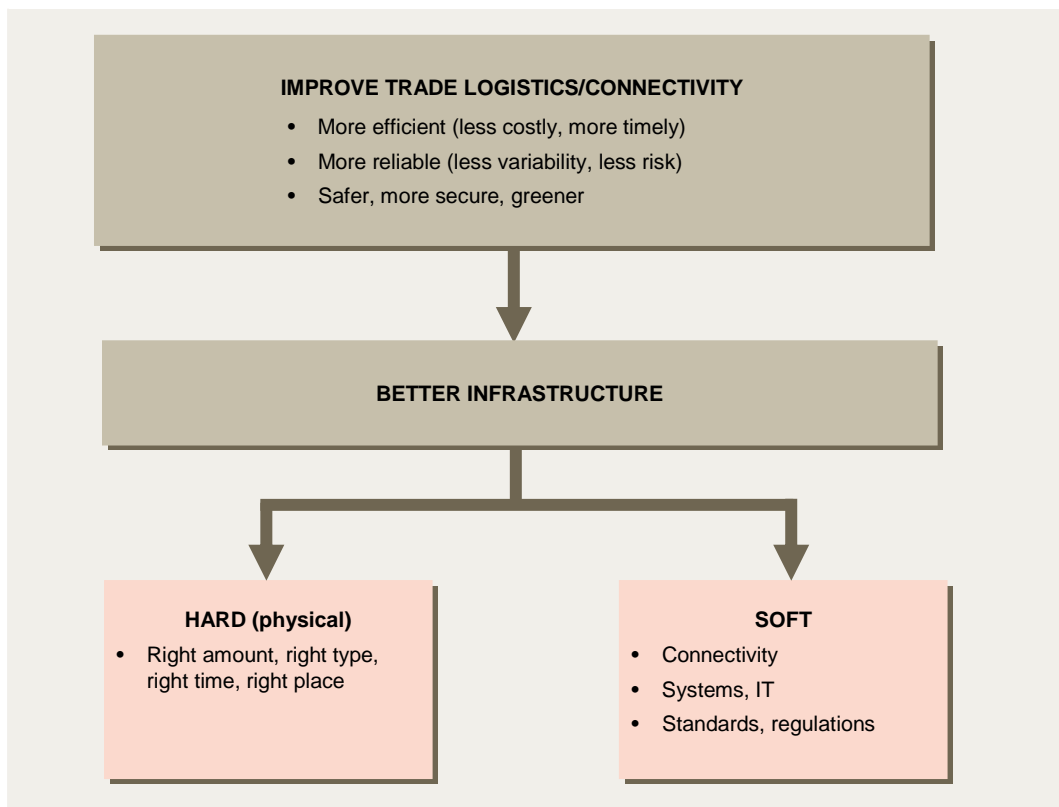 IMPROVE TRADE LOGISTICS/CONNECTIVITY
• More efficient (less costly, more timely)
• More reliable (less variability, less risk)
• Safer, more secure, greener
BETTER INFRASTRUCTURE
HARD (physical)
• Right amount, right type,
right time, right place
SOFT
• Connectivity
• Systems, IT
• Standards, regulations